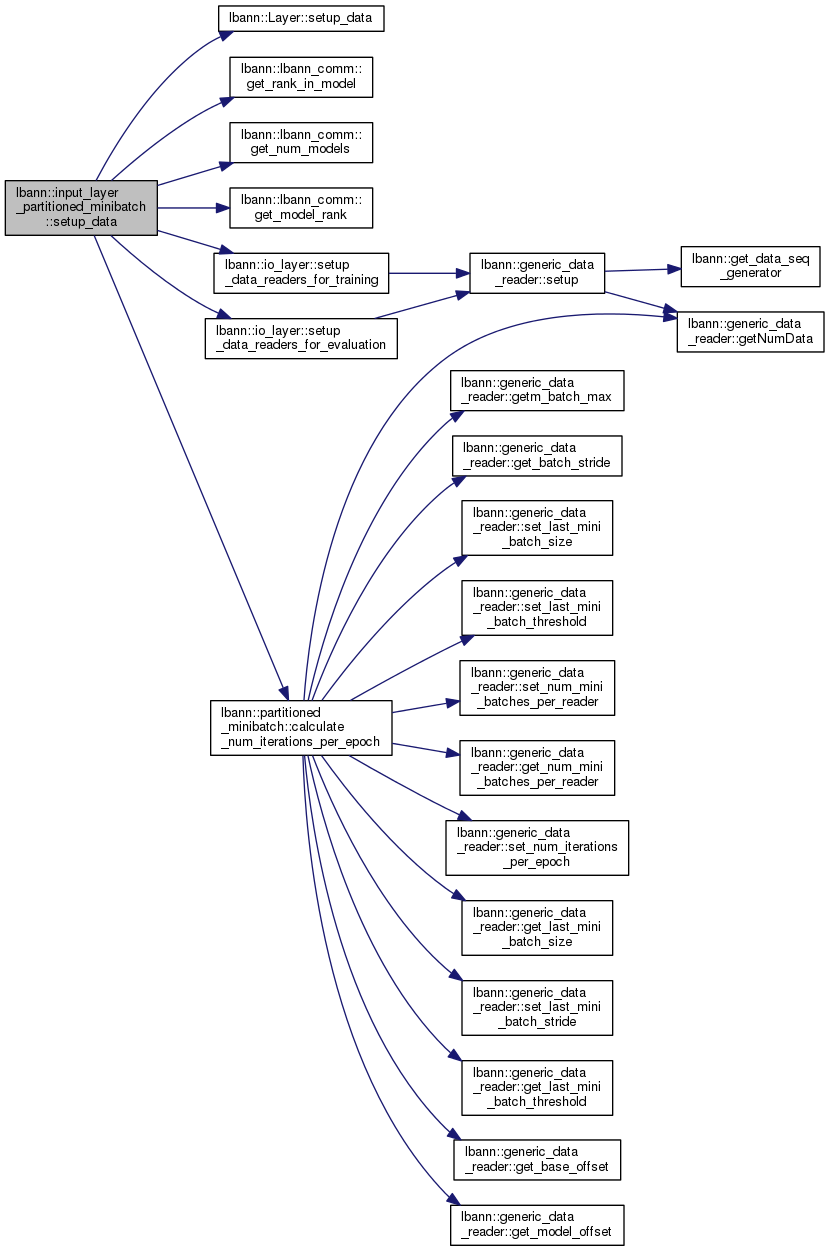 lbann::Layer::setup_data
lbann::lbann_comm::
get_rank_in_model
lbann::lbann_comm::
get_num_models
lbann::input_layer
_partitioned_minibatch
::setup_data
lbann::lbann_comm::
get_model_rank
lbann::io_layer::setup
_data_readers_for_training
lbann::generic_data
_reader::setup
lbann::get_data_seq
_generator
lbann::io_layer::setup
_data_readers_for_evaluation
lbann::generic_data
_reader::getNumData
lbann::generic_data
_reader::getm_batch_max
lbann::generic_data
_reader::get_batch_stride
lbann::generic_data
_reader::set_last_mini
_batch_size
lbann::generic_data
_reader::set_last_mini
_batch_threshold
lbann::generic_data
_reader::set_num_mini
_batches_per_reader
lbann::partitioned
_minibatch::calculate
_num_iterations_per_epoch
lbann::generic_data
_reader::get_num_mini
_batches_per_reader
lbann::generic_data
_reader::set_num_iterations
_per_epoch
lbann::generic_data
_reader::get_last_mini
_batch_size
lbann::generic_data
_reader::set_last_mini
_batch_stride
lbann::generic_data
_reader::get_last_mini
_batch_threshold
lbann::generic_data
_reader::get_base_offset
lbann::generic_data
_reader::get_model_offset